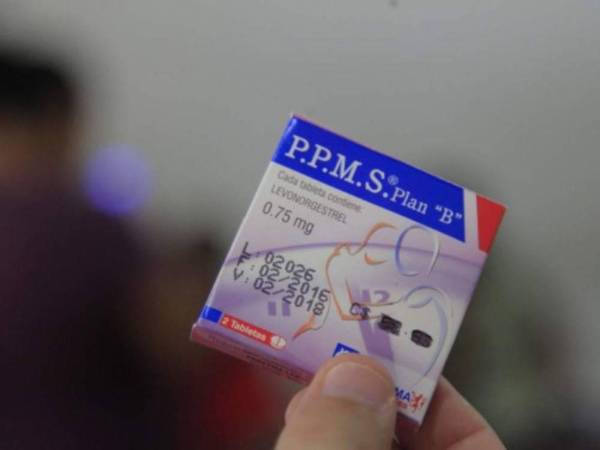 P.P.M.S.® Plan "B"
Cada tableta contiene:
LEVONORGESTREL
0.75 mg
L: 02026
F: 02/2016
V: 02/2018
C$
2 Tabletas